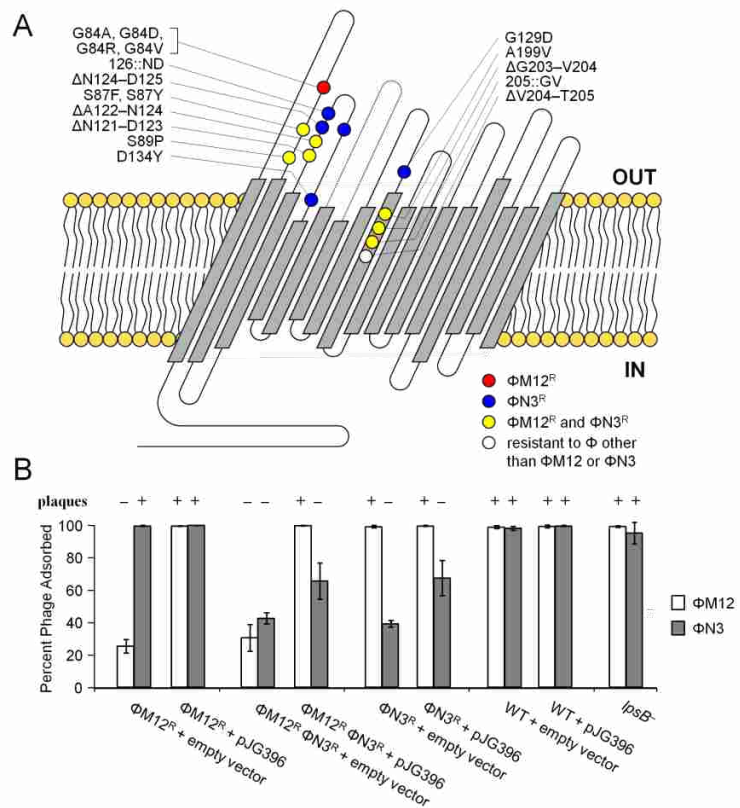 A
G84A, G84D,
G84R, G84V
126::ND
ΔN124–D125
S87F, S87Y
ΔA122–N124
ΔN121–D123
S89P
D134Y
G129D
A199V
ΔG203–V204
205::GV
ΔV204–T205
OUT
IN
ΦM12ᴿ
ΦN3ᴿ
ΦM12ᴿ and ΦN3ᴿ
resistant to Φ other
than ΦM12 or ΦN3
B
plaques – + + + – – + – + – + – + + + + + +
Percent Phage Adsorbed
100
80
60
40
20
0
ΦM12ᴿ + empty vector
ΦM12ᴿ + pJG396
ΦM12ᴿ ΦN3ᴿ + empty vector
ΦM12ᴿ ΦN3ᴿ + pJG396
ΦN3ᴿ + empty vector
ΦN3ᴿ + pJG396
WT + empty vector
WT + pJG396
lpsB⁻
ΦM12
ΦN3